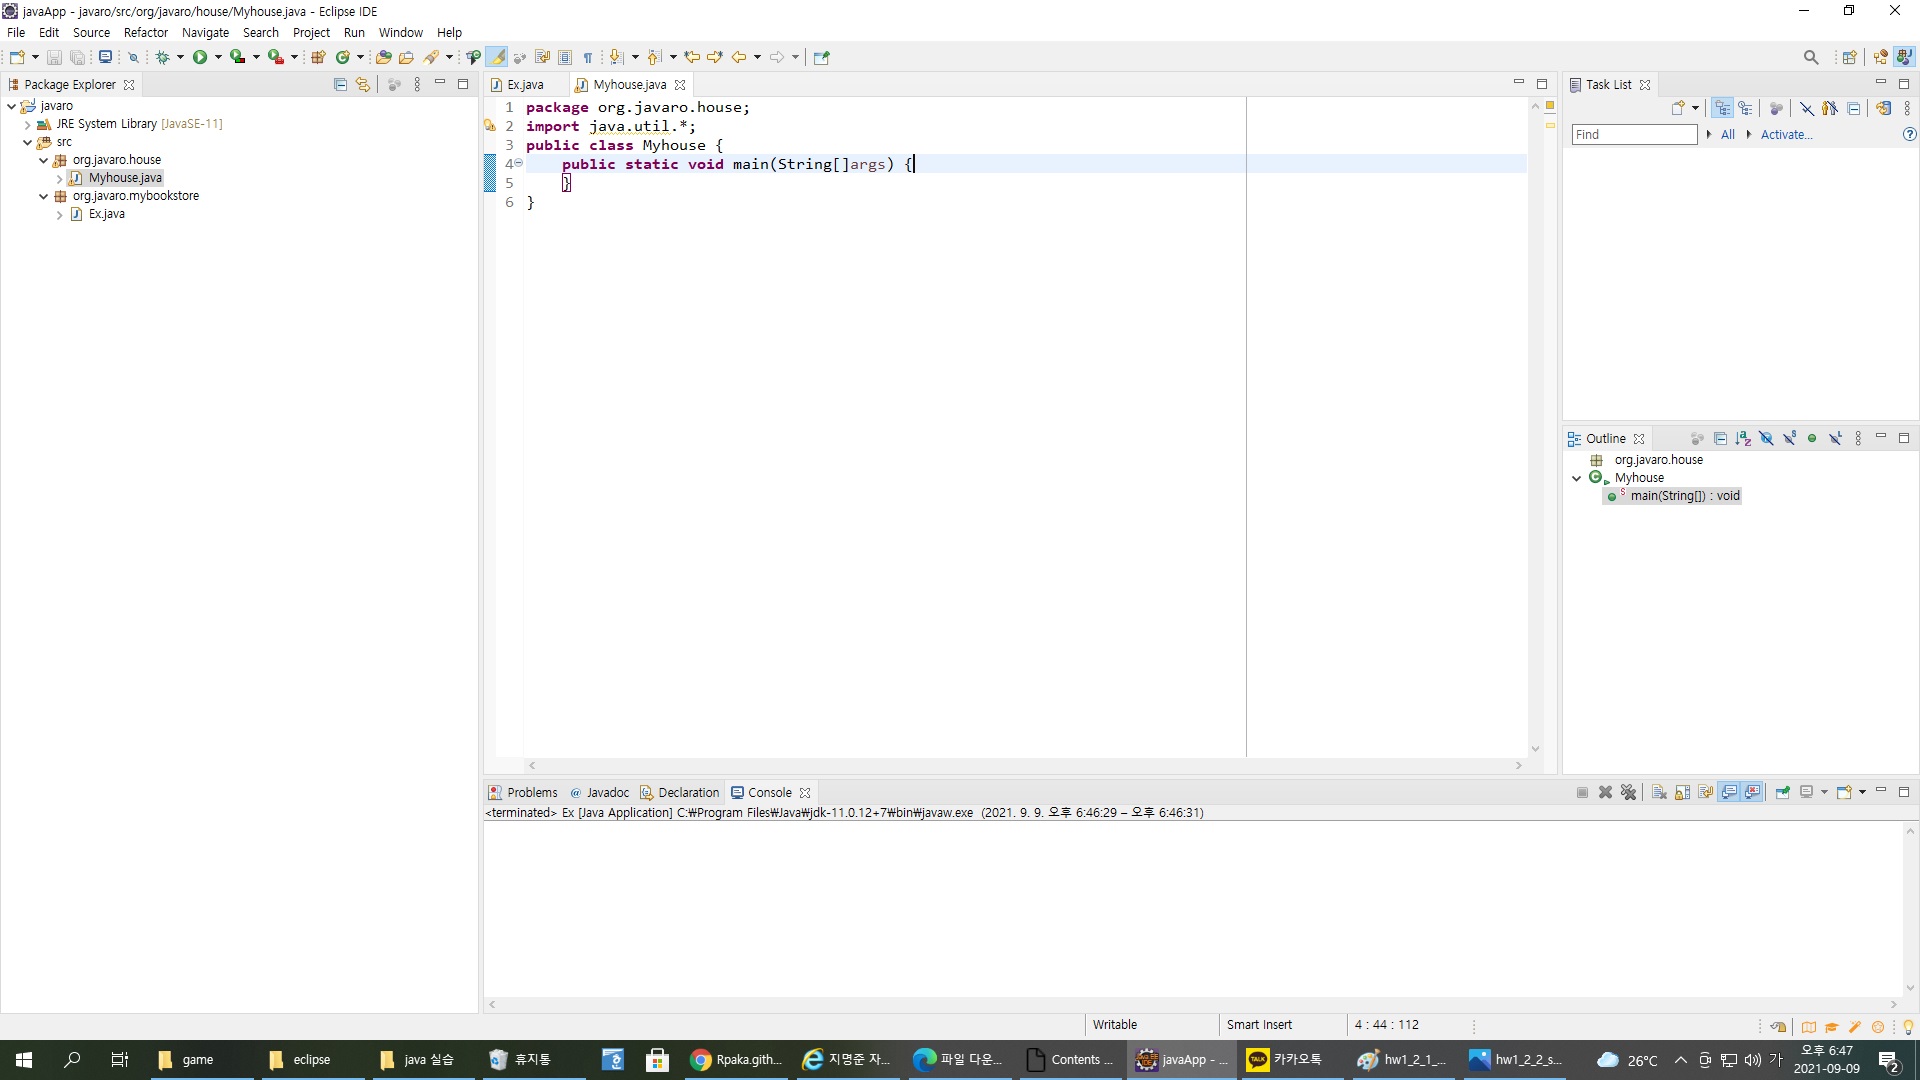 javaApp - javaro/src/org/javaro/house/Myhouse.java - Eclipse IDE
File Edit Source Refactor Navigate Search Project Run Window Help
Package Explorer
javaro
JRE System Library [JavaSE-11]
src
org.javaro.house
Myhouse.java
org.javaro.mybookstore
Ex.java
Ex.java Myhouse.java
1 package org.javaro.house;
2 import java.util.*;
3 public class Myhouse {
4 public static void main(String[]args) {
5 }
6 }
Task List
Find All Activate...
Outline
org.javaro.house
Myhouse
main(String[]) : void
Problems Javadoc Declaration Console
<terminated> Ex [Java Application] C:₩Program Files₩Java₩jdk-11.0.12+7₩bin₩javaw.exe (2021. 9. 9. 오후 6:46:29 – 오후 6:46:31)
Writable Smart Insert 4 : 44 : 112
game eclipse java 실습 휴지통 Rpaka.gith... 지명준 자... 파일 다운... Contents ... javaApp - ... 카카오톡 hw1_2_1_... hw1_2_2_s... 26°C 가 오후 6:47
2021-09-09 2